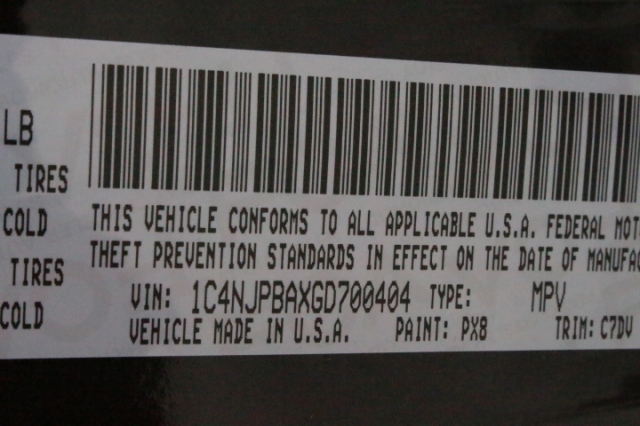 LB
TIRES
COLD
TIRES
COLD
THIS VEHICLE CONFORMS TO ALL APPLICABLE U.S.A. FEDERAL MOT
THEFT PREVENTION STANDARDS IN EFFECT ON THE DATE OF MANUFAC
VIN: 1C4NJPBAXGD700404 TYPE: MPV
VEHICLE MADE IN U.S.A. PAINT: PX8 TRIM: C7DV